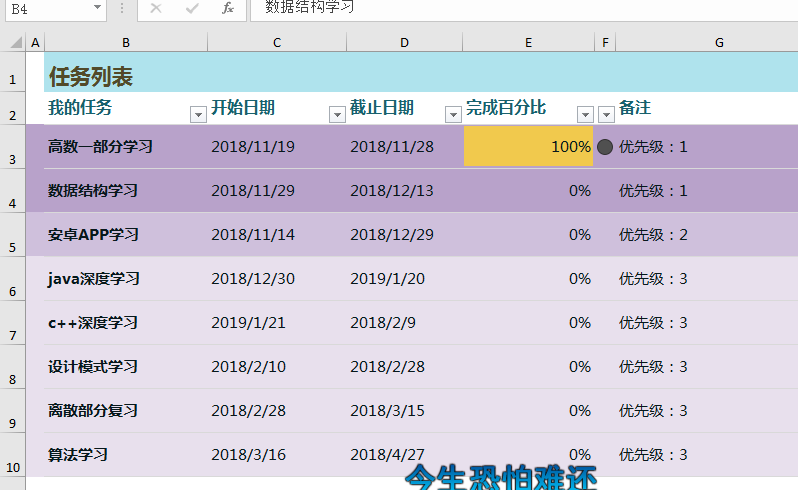 B4 fx 数据结构学习
A B C D E F G
1 任务列表
2 我的任务 开始日期 截止日期 完成百分比 备注
3 高数一部分学习 2018/11/19 2018/11/28 100% 优先级：1
4 数据结构学习 2018/11/29 2018/12/13 0% 优先级：1
5 安卓APP学习 2018/11/14 2018/12/29 0% 优先级：2
6 java深度学习 2018/12/30 2019/1/20 0% 优先级：3
7 c++深度学习 2019/1/21 2018/2/9 0% 优先级：3
8 设计模式学习 2018/2/10 2018/2/28 0% 优先级：3
9 离散部分复习 2018/2/28 2018/3/15 0% 优先级：3
10 算法学习 2018/3/16 2018/4/27 0% 优先级：3
今生恐怕难还